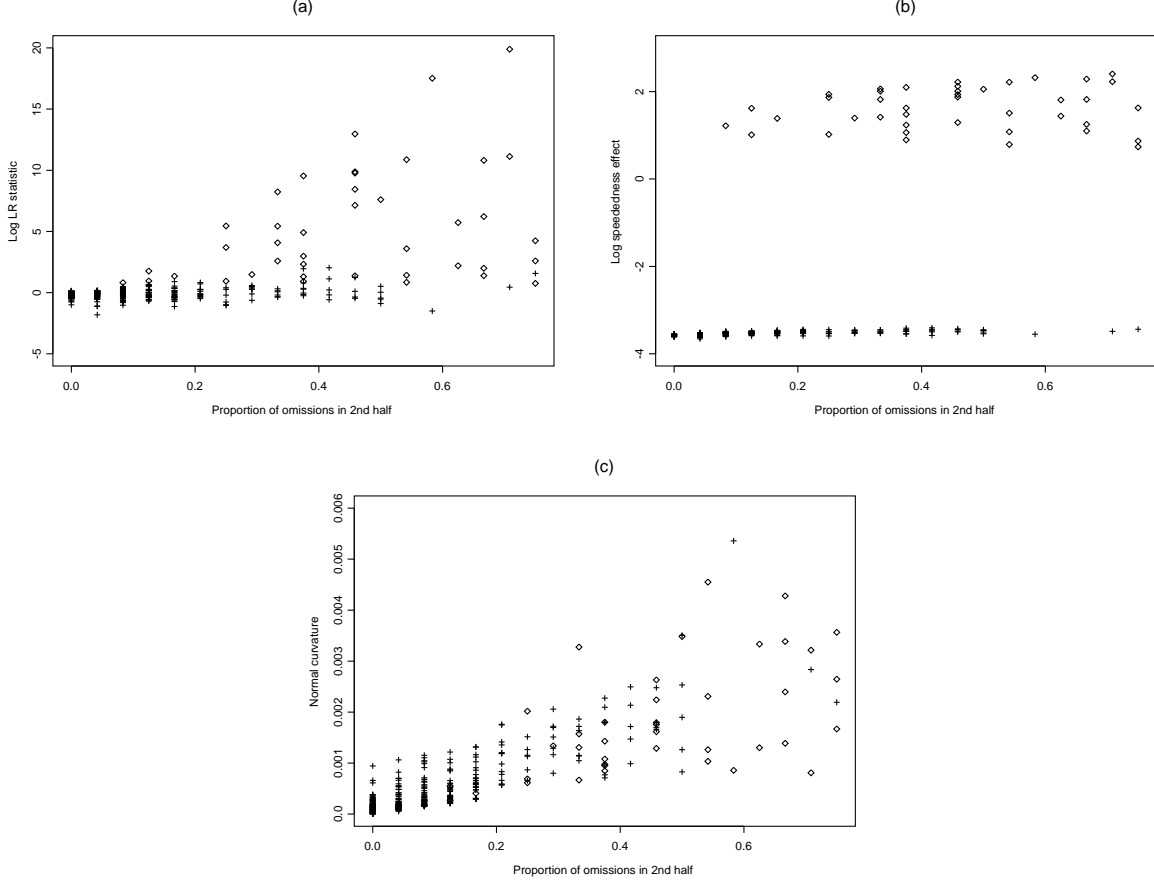 (a)
Log LR statistic
20
15
10
5
0
-5
0.0 0.2 0.4 0.6
Proportion of omissions in 2nd half
(b)
Log speededness effect
2
0
-2
-4
0.0 0.2 0.4 0.6
Proportion of omissions in 2nd half
(c)
Normal curvature
0.006
0.005
0.004
0.003
0.002
0.001
0.0
0.0 0.2 0.4 0.6
Proportion of omissions in 2nd half